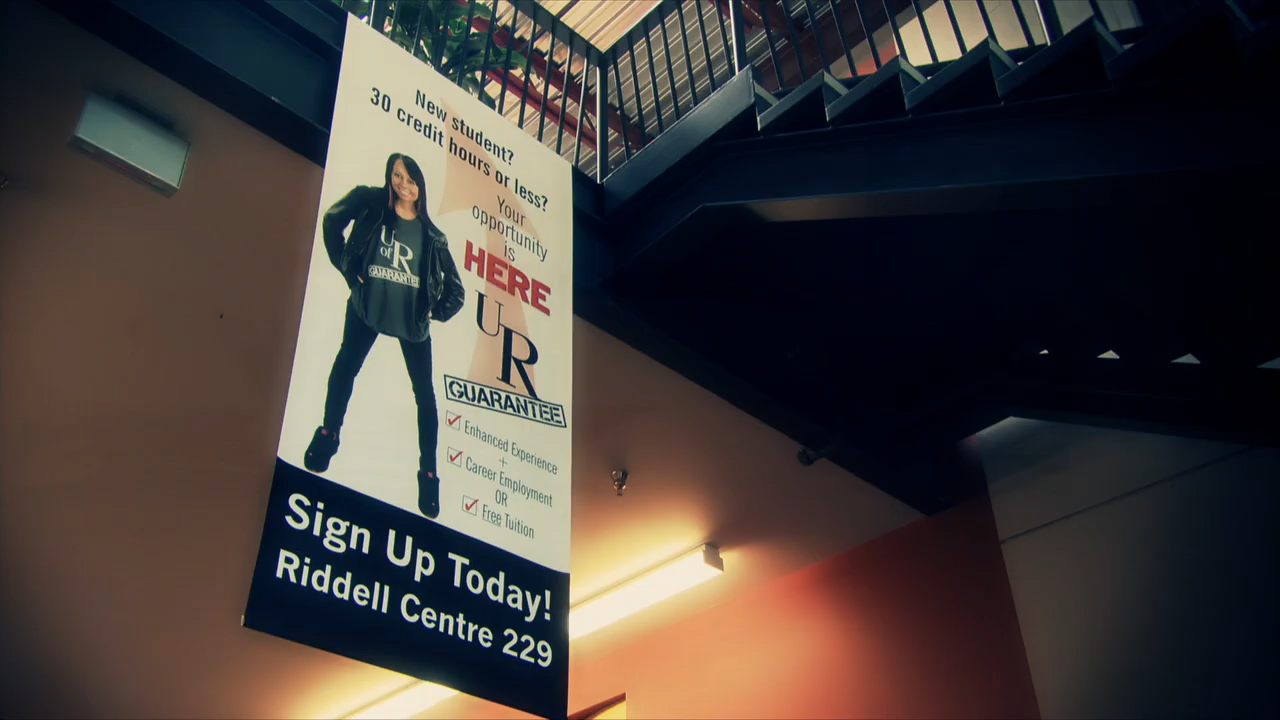 New student?
30 credit hours or less?
Your
opportunity
is
HERE
UR
GUARANTEE
U
of R
GUARANTEE
Enhanced Experience
+
Career Employment
OR
Free Tuition
Sign Up Today!
Riddell Centre 229